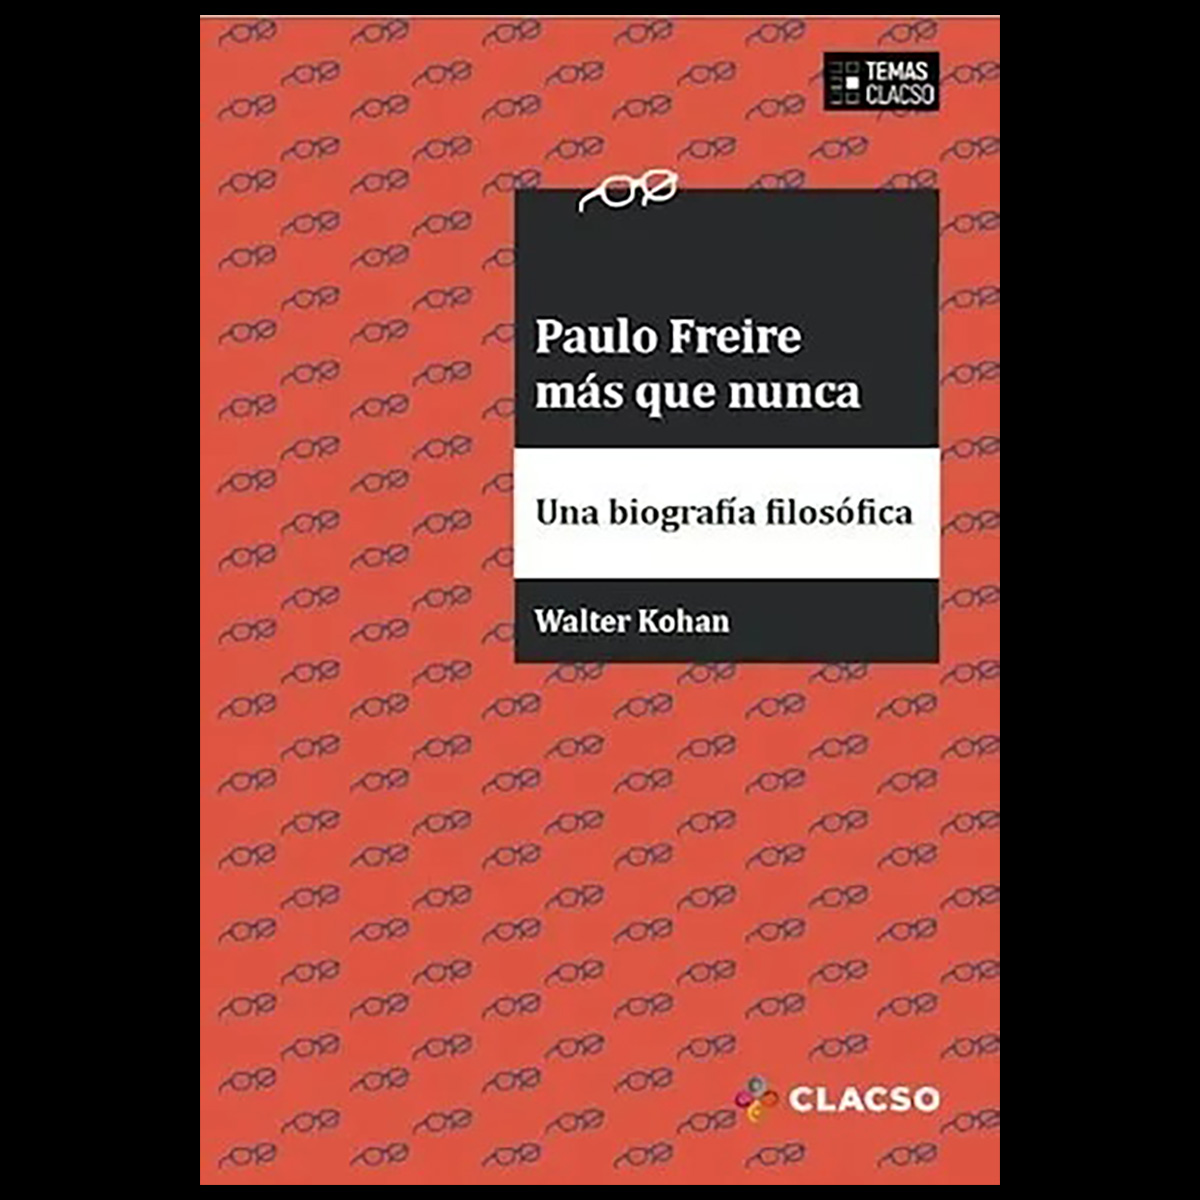 TEMAS
CLACSO
Paulo Freire
más que nunca
Una biografía filosófica
Walter Kohan
CLACSO